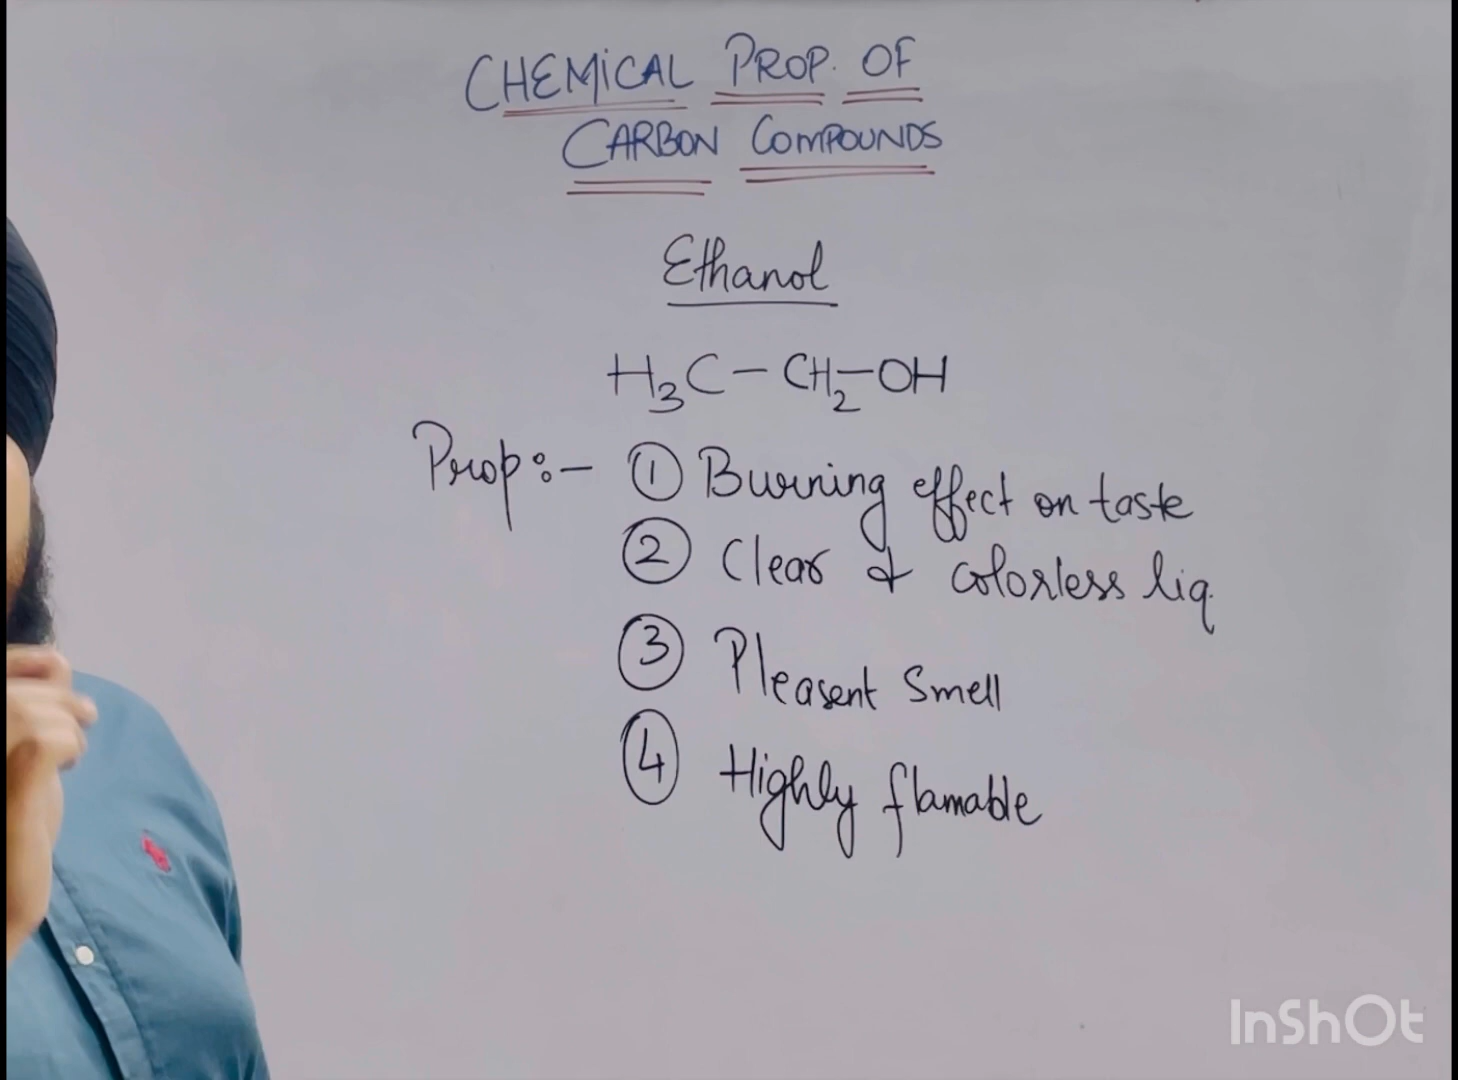 CHEMICAL PROP. OF
CARBON COMPOUNDS
Ethanol
H₃C-CH₂-OH
Prop:- ① Burning effect on taste
② Clear & colorless liq.
③ Pleasent Smell
④ Highly flamable
InShOt